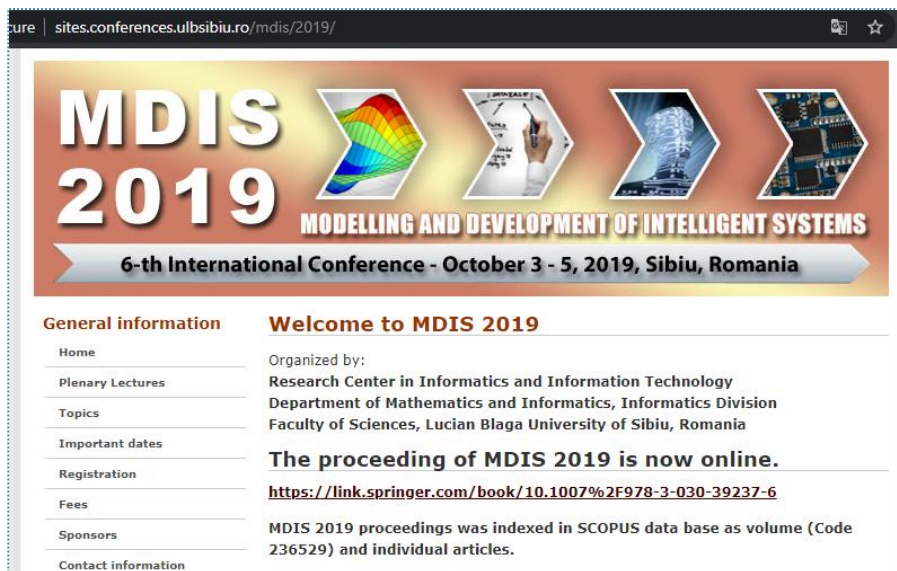 cure | sites.conferences.ulbsibiu.ro/mdis/2019/
MDIS
2019
MODELLING AND DEVELOPMENT OF INTELLIGENT SYSTEMS
6-th International Conference - October 3 - 5, 2019, Sibiu, Romania
General information
Home
Plenary Lectures
Topics
Important dates
Registration
Fees
Sponsors
Contact information
Welcome to MDIS 2019
Organized by:
Research Center in Informatics and Information Technology
Department of Mathematics and Informatics, Informatics Division
Faculty of Sciences, Lucian Blaga University of Sibiu, Romania
The proceeding of MDIS 2019 is now online.
https://link.springer.com/book/10.1007%2F978-3-030-39237-6
MDIS 2019 proceedings was indexed in SCOPUS data base as volume (Code
236529) and individual articles.